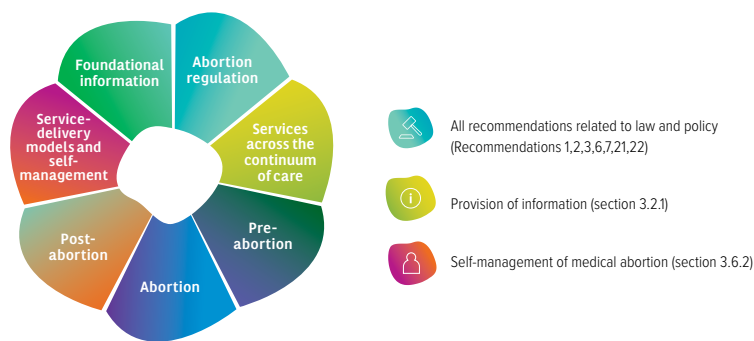 Foundational
information
Abortion
regulation
Services
across the
continuum
of care
Pre-
abortion
Abortion
Post-
abortion
Service-
delivery
models and
self-
management
All recommendations related to law and policy
(Recommendations 1,2,3,6,7,21,22)
Provision of information (section 3.2.1)
Self-management of medical abortion (section 3.6.2)